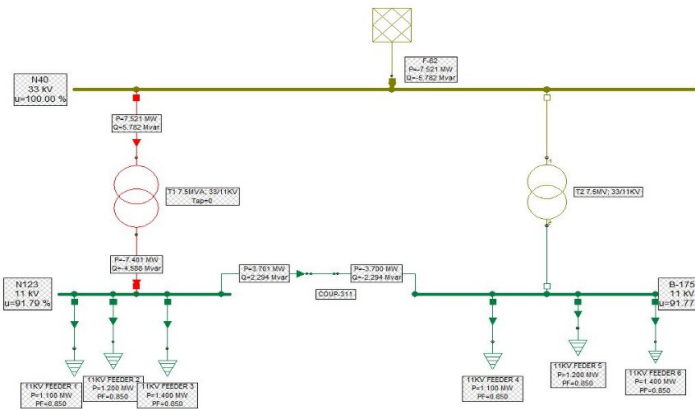 F-62
P=-7.521 MW
Q=-5.782 Mvar
N40
33 kV
u=100.00 %
P=7.521 MW
Q=5.782 Mvar
T1 7.5MVA; 33/11KV
Tap=0
T2 7.5MV; 33/11KV
P=-7.401 MW
Q=-4.588 Mvar
N123
11 kV
u=91.79 %
P=3.701 MW
Q=2.294 Mvar
P=-3.700 MW
Q=-2.294 Mvar
COUP-311
B-175
11 KV
u=91.77
11KV FEEDER 1
P=1.100 MW
PF=0.850
11KV FEEDER 2
P=1.200 MW
PF=0.850
11KV FEEDER 3
P=1.400 MW
PF=0.850
11KV FEEDER 4
P=1.100 MW
PF=0.850
11KV FEEDER 5
P=1.200 MW
PF=0.850
11KV FEEDER 6
P=1.400 MW
PF=0.850